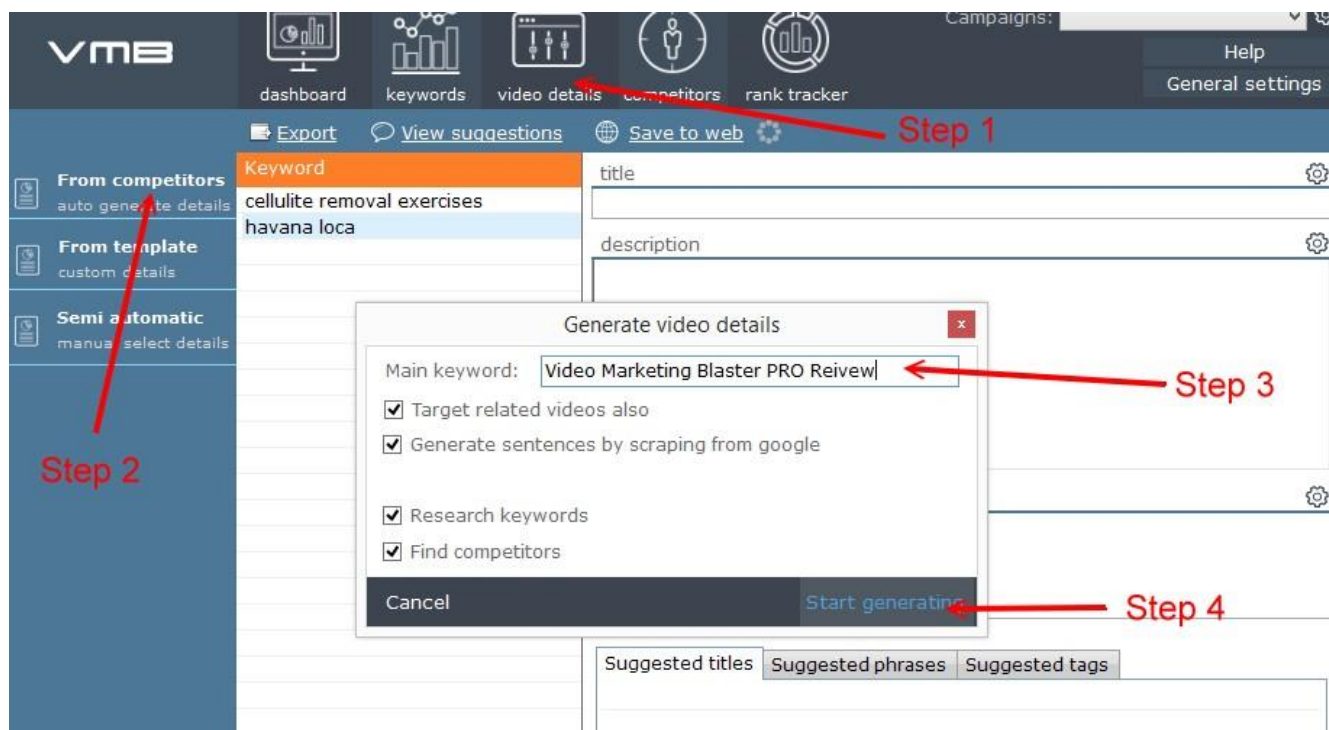 Campaigns:
vmb
Help
General settings
dashboard keywords video details competitors rank tracker
Export View suggestions Save to web Step 1
From competitors
auto generate details
From template
custom details
Semi automatic
manual select details
Step 2
Keyword
cellulite removal exercises
havana loca
title
description
Generate video details x
Main keyword: Video Marketing Blaster PRO Reivew
Step 3
Target related videos also
Generate sentences by scraping from google
Research keywords
Find competitors
Cancel Start generating
Step 4
Suggested titles Suggested phrases Suggested tags